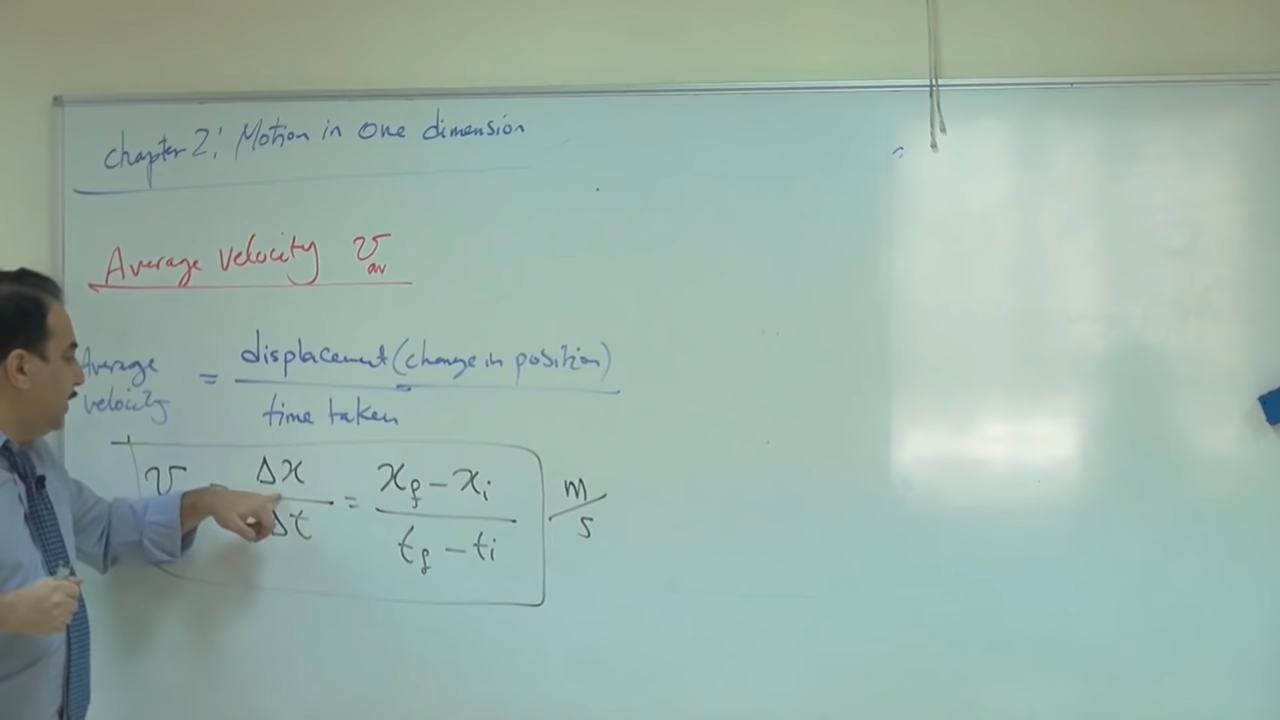 chapter 2: Motion in One dimension
Average velocity v av
Average velocity = displacement (change in position) / time taken
v Δx / Δt = x_f - x_i / t_f - t_i m/s